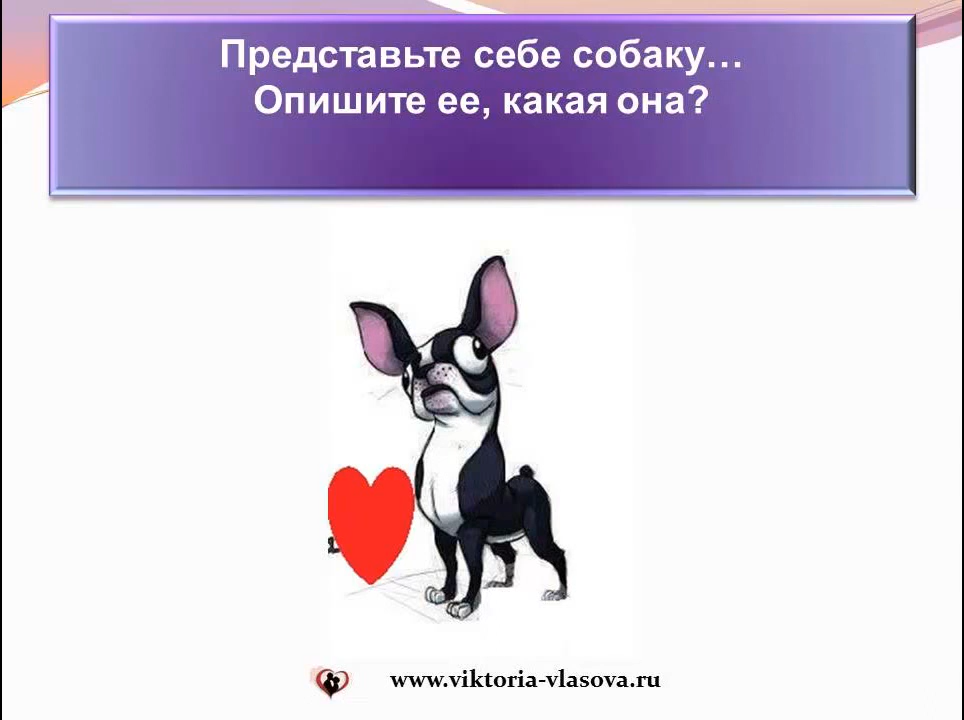 Представьте себе собаку…
Опишите ее, какая она?
www.viktoria-vlasova.ru